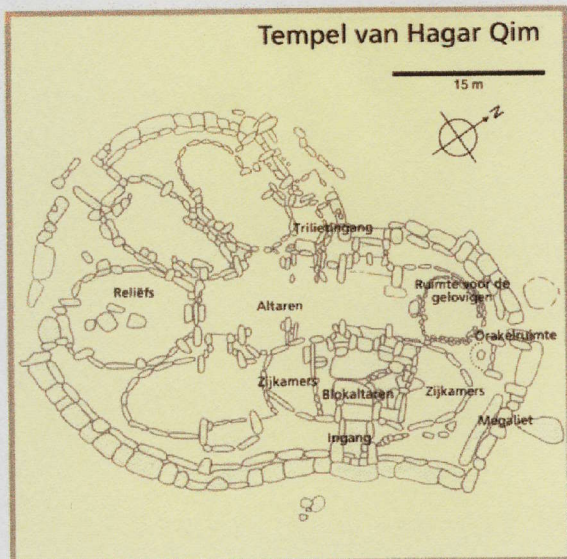 Tempel van Hagar Qim
15 m
N
Trilietingang
Reliëfs
Ruimte voor de
gelovigen
Altaren
Orakelruimte
Zijkamers
Blokaltaren
Zijkamers
Megaliet
Ingang